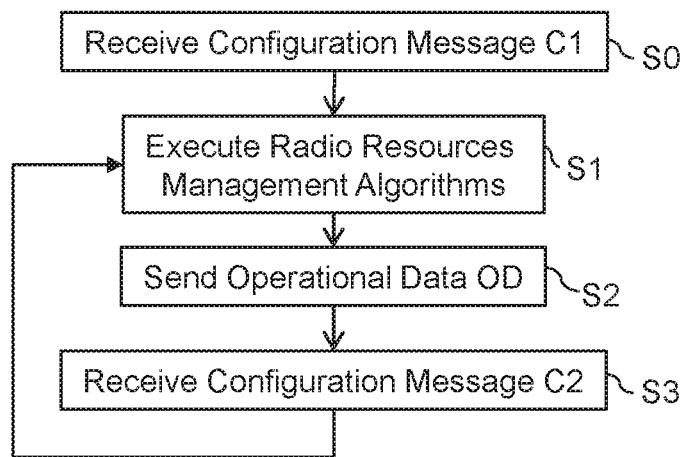 Receive Configuration Message C1
S0
Execute Radio Resources
Management Algorithms
S1
Send Operational Data OD
S2
Receive Configuration Message C2
S3